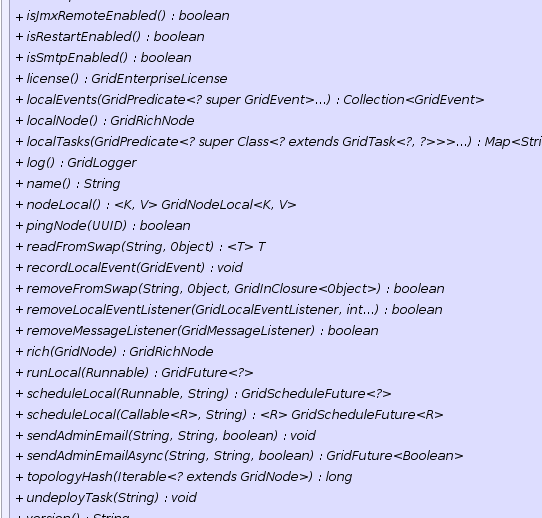 + isJmxRemoteEnabled() : boolean
+ isRestartEnabled() : boolean
+ isSmtpEnabled() : boolean
+ license() : GridEnterpriseLicense
+ localEvents(GridPredicate<? super GridEvent>...) : Collection<GridEvent>
+ localNode() : GridRichNode
+ localTasks(GridPredicate<? super Class<? extends GridTask<?, ?>>>...) : Map<Stri
+ log() : GridLogger
+ name() : String
+ nodeLocal() : <K, V> GridNodeLocal<K, V>
+ pingNode(UUID) : boolean
+ readFromSwap(String, Object) : <T> T
+ recordLocalEvent(GridEvent) : void
+ removeFromSwap(String, Object, GridInClosure<Object>) : boolean
+ removeLocalEventListener(GridLocalEventListener, int...) : boolean
+ removeMessageListener(GridMessageListener) : boolean
+ rich(GridNode) : GridRichNode
+ runLocal(Runnable) : GridFuture<?>
+ scheduleLocal(Runnable, String) : GridScheduleFuture<?>
+ scheduleLocal(Callable<R>, String) : <R> GridScheduleFuture<R>
+ sendAdminEmail(String, String, boolean) : void
+ sendAdminEmailAsync(String, String, boolean) : GridFuture<Boolean>
+ topologyHash(Iterable<? extends GridNode>) : long
+ undeployTask(String) : void
+ version() : String